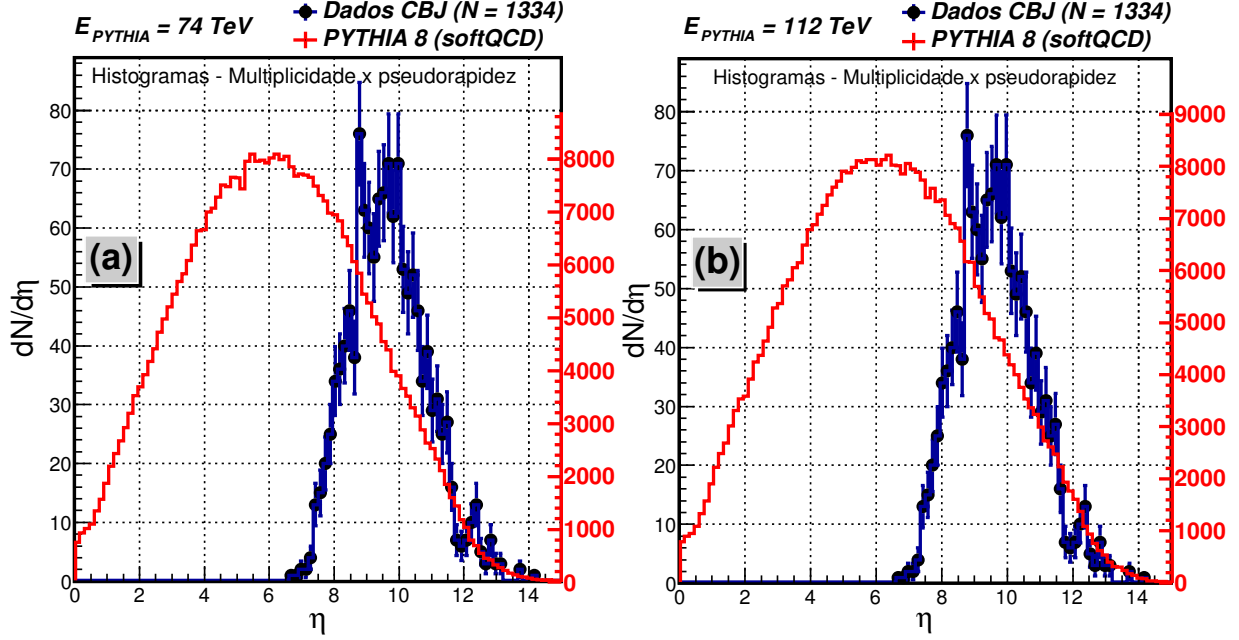 E_PYTHIA = 74 TeV
Dados CBJ (N = 1334)
PYTHIA 8 (softQCD)
Histogramas - Multiplicidade x pseudorapidez
(a)
dN/dη
80
70
60
50
40
30
20
10
0
8000
7000
6000
5000
4000
3000
2000
1000
0
0 2 4 6 8 10 12 14
η
E_PYTHIA = 112 TeV
Dados CBJ (N = 1334)
PYTHIA 8 (softQCD)
Histogramas - Multiplicidade x pseudorapidez
(b)
dN/dη
80
70
60
50
40
30
20
10
0
9000
8000
7000
6000
5000
4000
3000
2000
1000
0
0 2 4 6 8 10 12 14
η